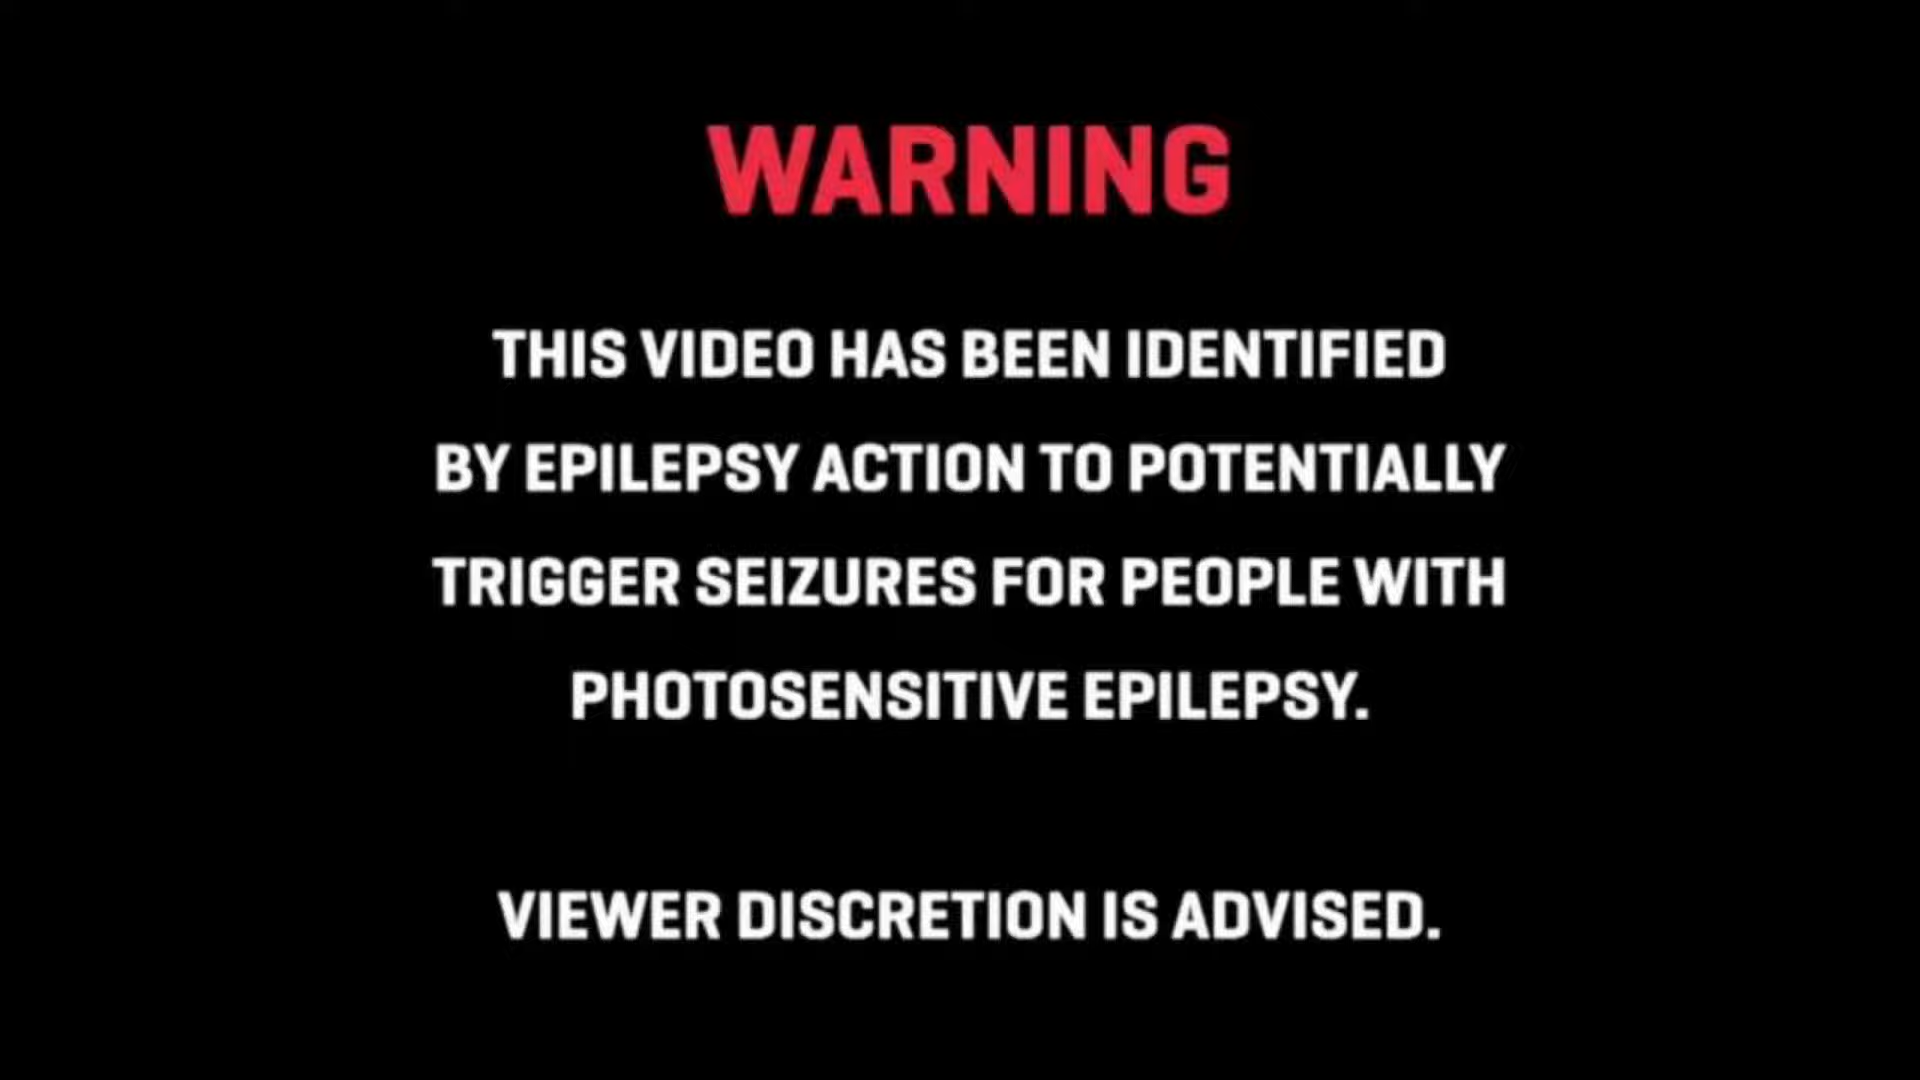 WARNING
THIS VIDEO HAS BEEN IDENTIFIED
BY EPILEPSY ACTION TO POTENTIALLY
TRIGGER SEIZURES FOR PEOPLE WITH
PHOTOSENSITIVE EPILEPSY.
VIEWER DISCRETION IS ADVISED.